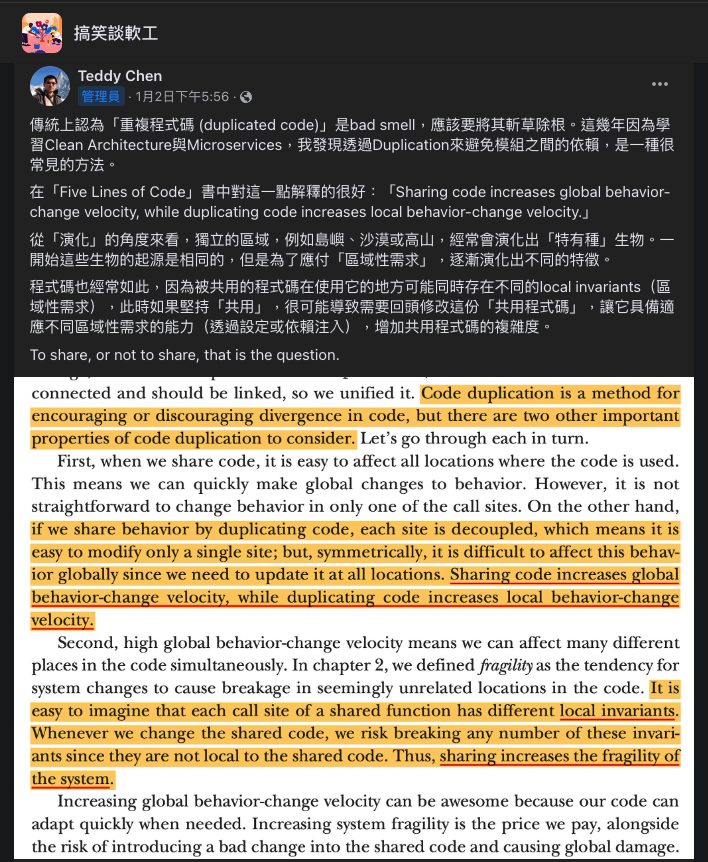 搞笑談軟工
Teddy Chen
管理員 · 1月2日下午5:56 ·
傳統上認為「重複程式碼 (duplicated code)」是bad smell，應該要將其斬草除根。這幾年因為學
習Clean Architecture與Microservices，我發現透過Duplication來避免模組之間的依賴，是一種很
常見的方法。
在「Five Lines of Code」書中對這一點解釋的很好：「Sharing code increases global behavior-
change velocity, while duplicating code increases local behavior-change velocity.」
從「演化」的角度來看，獨立的區域，例如島嶼、沙漠或高山，經常會演化出「特有種」生物。一
開始這些生物的起源是相同的，但是為了應付「區域性需求」，逐漸演化出不同的特徵。
程式碼也經常如此，因為被共用的程式碼在使用它的地方可能同時存在不同的local invariants（區
域性需求），此時如果堅持「共用」，很可能導致需要回頭修改這份「共用程式碼」，讓它具備適
應不同區域性需求的能力（透過設定或依賴注入），增加共用程式碼的複雜度。
To share, or not to share, that is the question.
connected and should be linked, so we unified it. Code duplication is a method for
encouraging or discouraging divergence in code, but there are two other important
properties of code duplication to consider. Let's go through each in turn.
First, when we share code, it is easy to affect all locations where the code is used.
This means we can quickly make global changes to behavior. However, it is not
straightforward to change behavior in only one of the call sites. On the other hand,
if we share behavior by duplicating code, each site is decoupled, which means it is
easy to modify only a single site; but, symmetrically, it is difficult to affect this behav-
ior globally since we need to update it at all locations. Sharing code increases global
behavior-change velocity, while duplicating code increases local behavior-change
velocity.
Second, high global behavior-change velocity means we can affect many different
places in the code simultaneously. In chapter 2, we defined fragility as the tendency for
system changes to cause breakage in seemingly unrelated locations in the code. It is
easy to imagine that each call site of a shared function has different local invariants.
Whenever we change the shared code, we risk breaking any number of these invari-
ants since they are not local to the shared code. Thus, sharing increases the fragility of
the system.
Increasing global behavior-change velocity can be awesome because our code can
adapt quickly when needed. Increasing system fragility is the price we pay, alongside
the risk of introducing a bad change into the shared code and causing global damage.